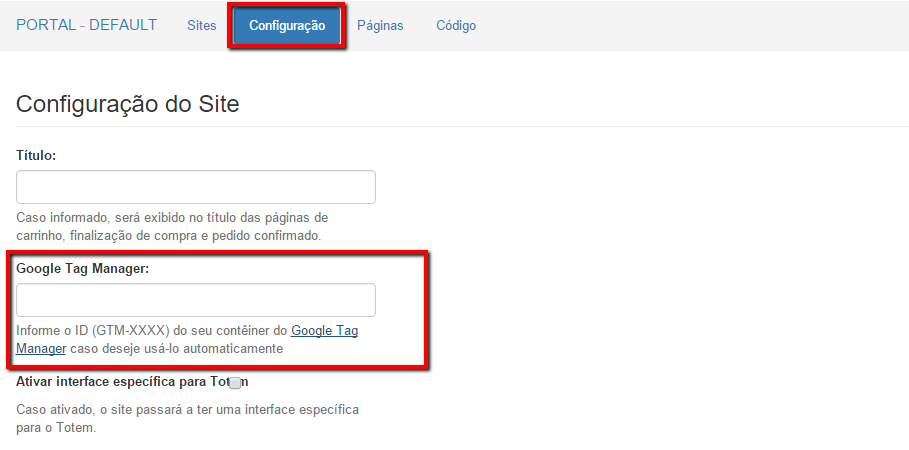 PORTAL - DEFAULT Sites Configuração Páginas Código
Configuração do Site
Título:
Caso informado, será exibido no título das páginas de
carrinho, finalização de compra e pedido confirmado.
Google Tag Manager:
Informe o ID (GTM-XXXX) do seu contêiner do Google Tag
Manager caso deseje usá-lo automaticamente
Ativar interface específica para Totem
Caso ativado, o site passará a ter uma interface específica
para o Totem.